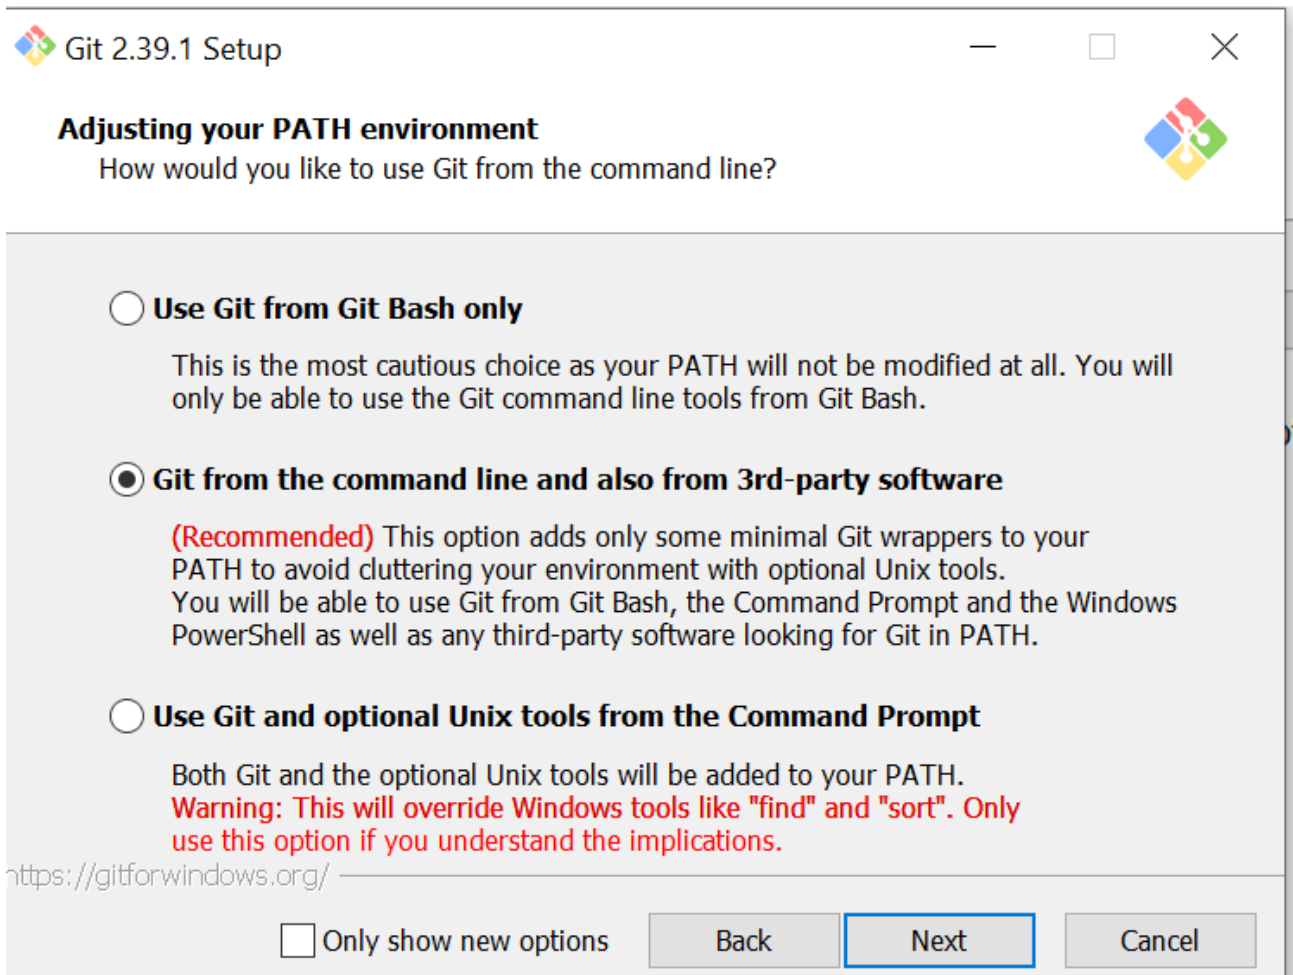 Git 2.39.1 Setup
Adjusting your PATH environment
How would you like to use Git from the command line?
Use Git from Git Bash only
This is the most cautious choice as your PATH will not be modified at all. You will
only be able to use the Git command line tools from Git Bash.
Git from the command line and also from 3rd-party software
(Recommended) This option adds only some minimal Git wrappers to your
PATH to avoid cluttering your environment with optional Unix tools.
You will be able to use Git from Git Bash, the Command Prompt and the Windows
PowerShell as well as any third-party software looking for Git in PATH.
Use Git and optional Unix tools from the Command Prompt
Both Git and the optional Unix tools will be added to your PATH.
Warning: This will override Windows tools like "find" and "sort". Only
use this option if you understand the implications.
https://gitforwindows.org/
Only show new options
Back
Next
Cancel